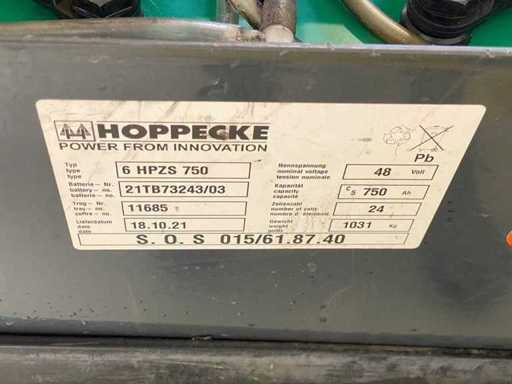 HOPPECKE
POWER FROM INNOVATION
Typ
type
type
6 HPZS 750
Batterie - Nr.
battery - no.
batterie - no.
21TB73243/03
Trog - Nr.
tray - no.
coffre - no.
11685
Lieferdatum
date
date
18.10.21
Pb
Nennspannung
nominal voltage
tension nominale
48 Volt
Kapazität
capacity
capacité
C5 750 Ah
Zellenzahl
number of cells
24
Gewicht
weight
poids
1031 Kg
S. O. S 015/61.87.40